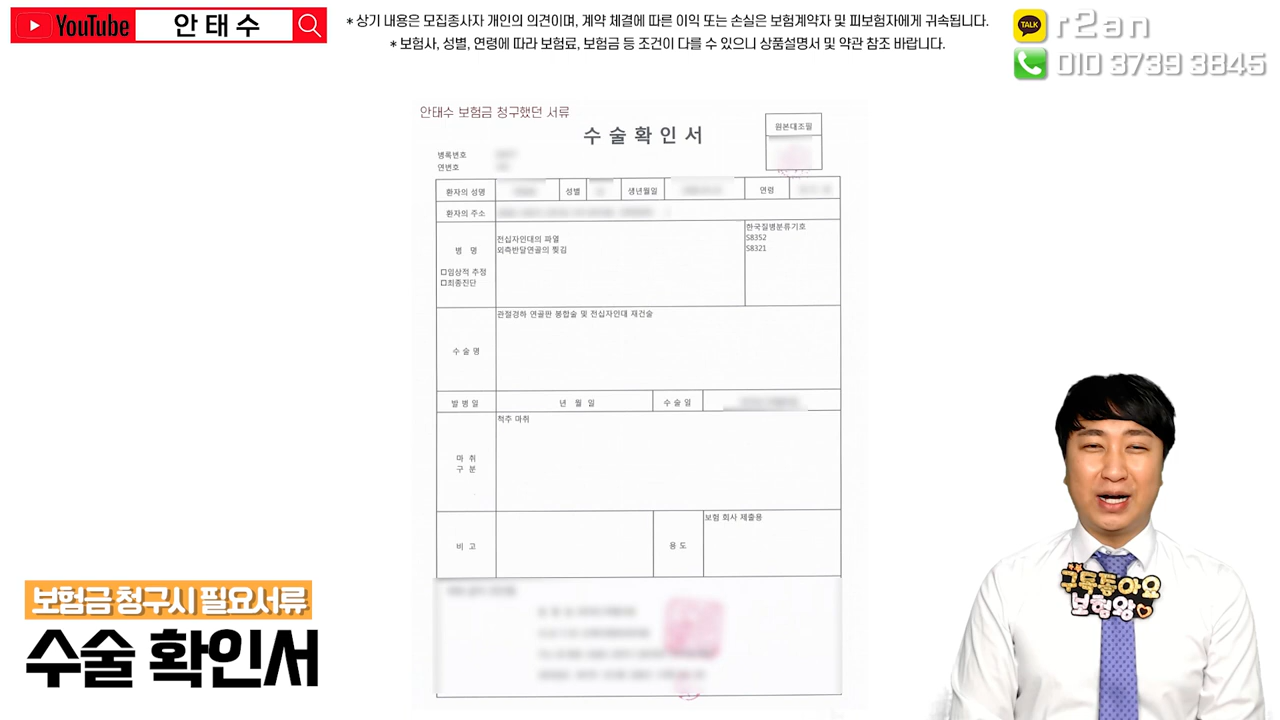 YouTube 안태수
* 상기 내용은 모집종사자 개인의 의견이며, 계약 체결에 따른 이익 또는 손실은 보험계약자 및 피보험자에게 귀속됩니다.
* 보험사, 성별, 연령에 따라 보험료, 보험금 등 조건이 다를 수 있으니 상품설명서 및 약관 참조 바랍니다.
TALK r2an
010 3739 3845
안태수 보험금 청구했던 서류
수술확인서
원본대조필
병록번호
연번호
환자의 성명 성별 생년월일 연령
환자의 주소
병 명
□임상적 추정
□최종진단
전십자인대의 파열
외측반달연골의 찢김
한국질병분류기호
S8352
S8321
수 술 명
관절경하 연골판 봉합술 및 전십자인대 재건술
발 병 일 년 월 일 수 술 일
마 취
구 분
척추 마취
비 고
용 도
보험 회사 제출용
보험금 청구시 필요서류
수술 확인서
구독좋아요
보험왕